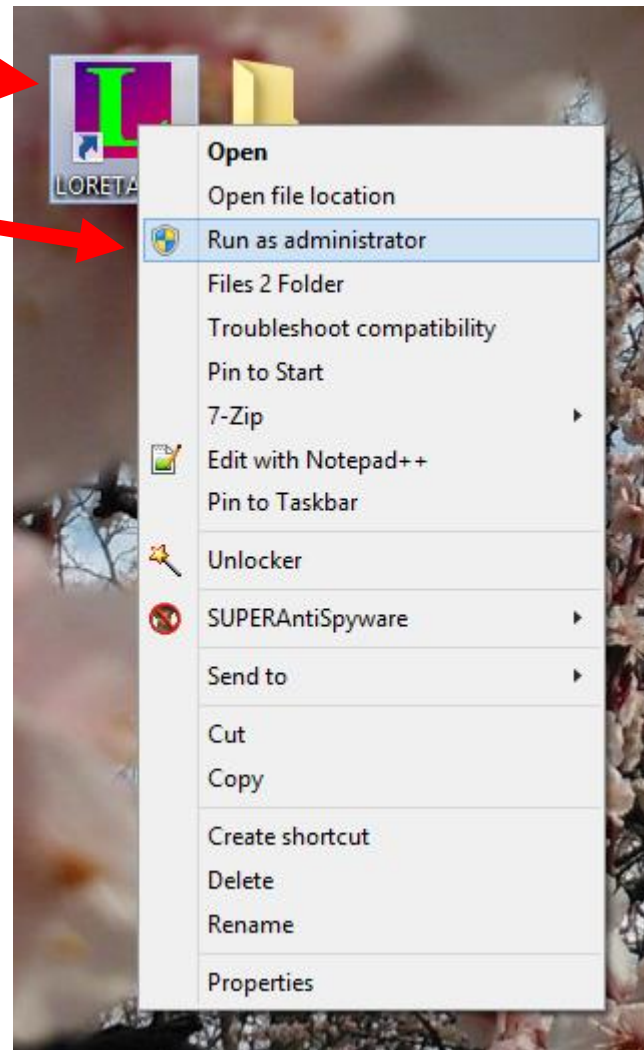 L
LORETA
Open
Open file location
Run as administrator
Files 2 Folder
Troubleshoot compatibility
Pin to Start
7-Zip
Edit with Notepad++
Pin to Taskbar
Unlocker
SUPERAntiSpyware
Send to
Cut
Copy
Create shortcut
Delete
Rename
Properties